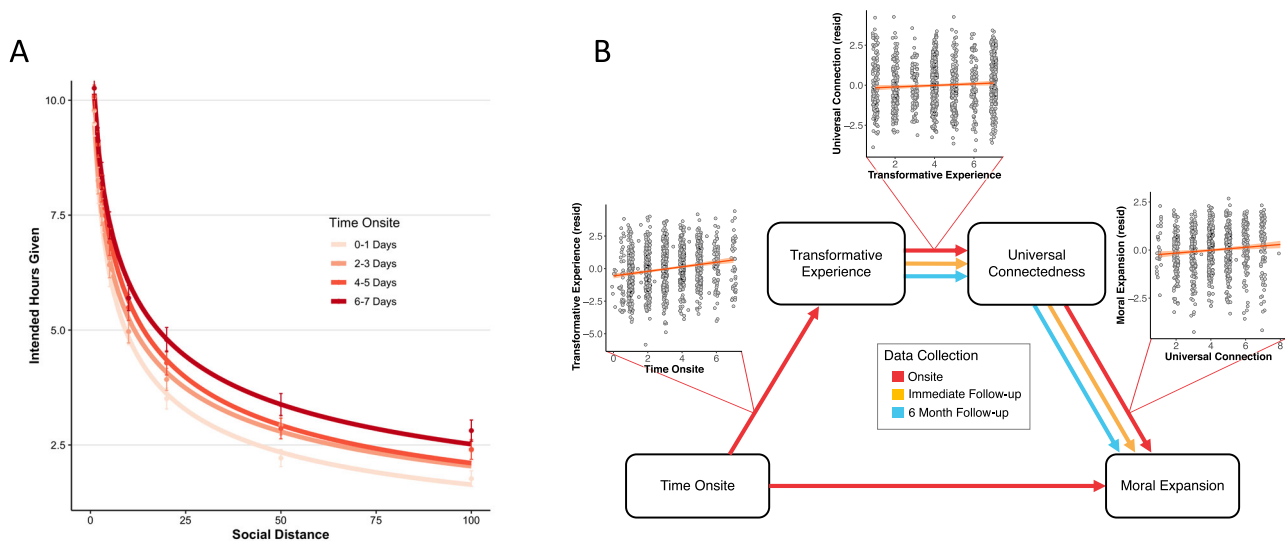 A
Intended Hours Given
10.0
7.5
5.0
2.5
0
25
50
75
100
Social Distance
Time Onsite
0-1 Days
2-3 Days
4-5 Days
6-7 Days
B
Universal Connection (resid)
2.5
0.0
−2.5
2
4
6
Transformative Experience
Transformative Experience (resid)
2.5
0.0
−2.5
−5.0
0
2
4
6
Time Onsite
Moral Expansion (resid)
2.5
0.0
−2.5
2
4
6
8
Universal Connection
Transformative
Experience
Universal
Connectedness
Data Collection
Onsite
Immediate Follow-up
6 Month Follow-up
Time Onsite
Moral Expansion